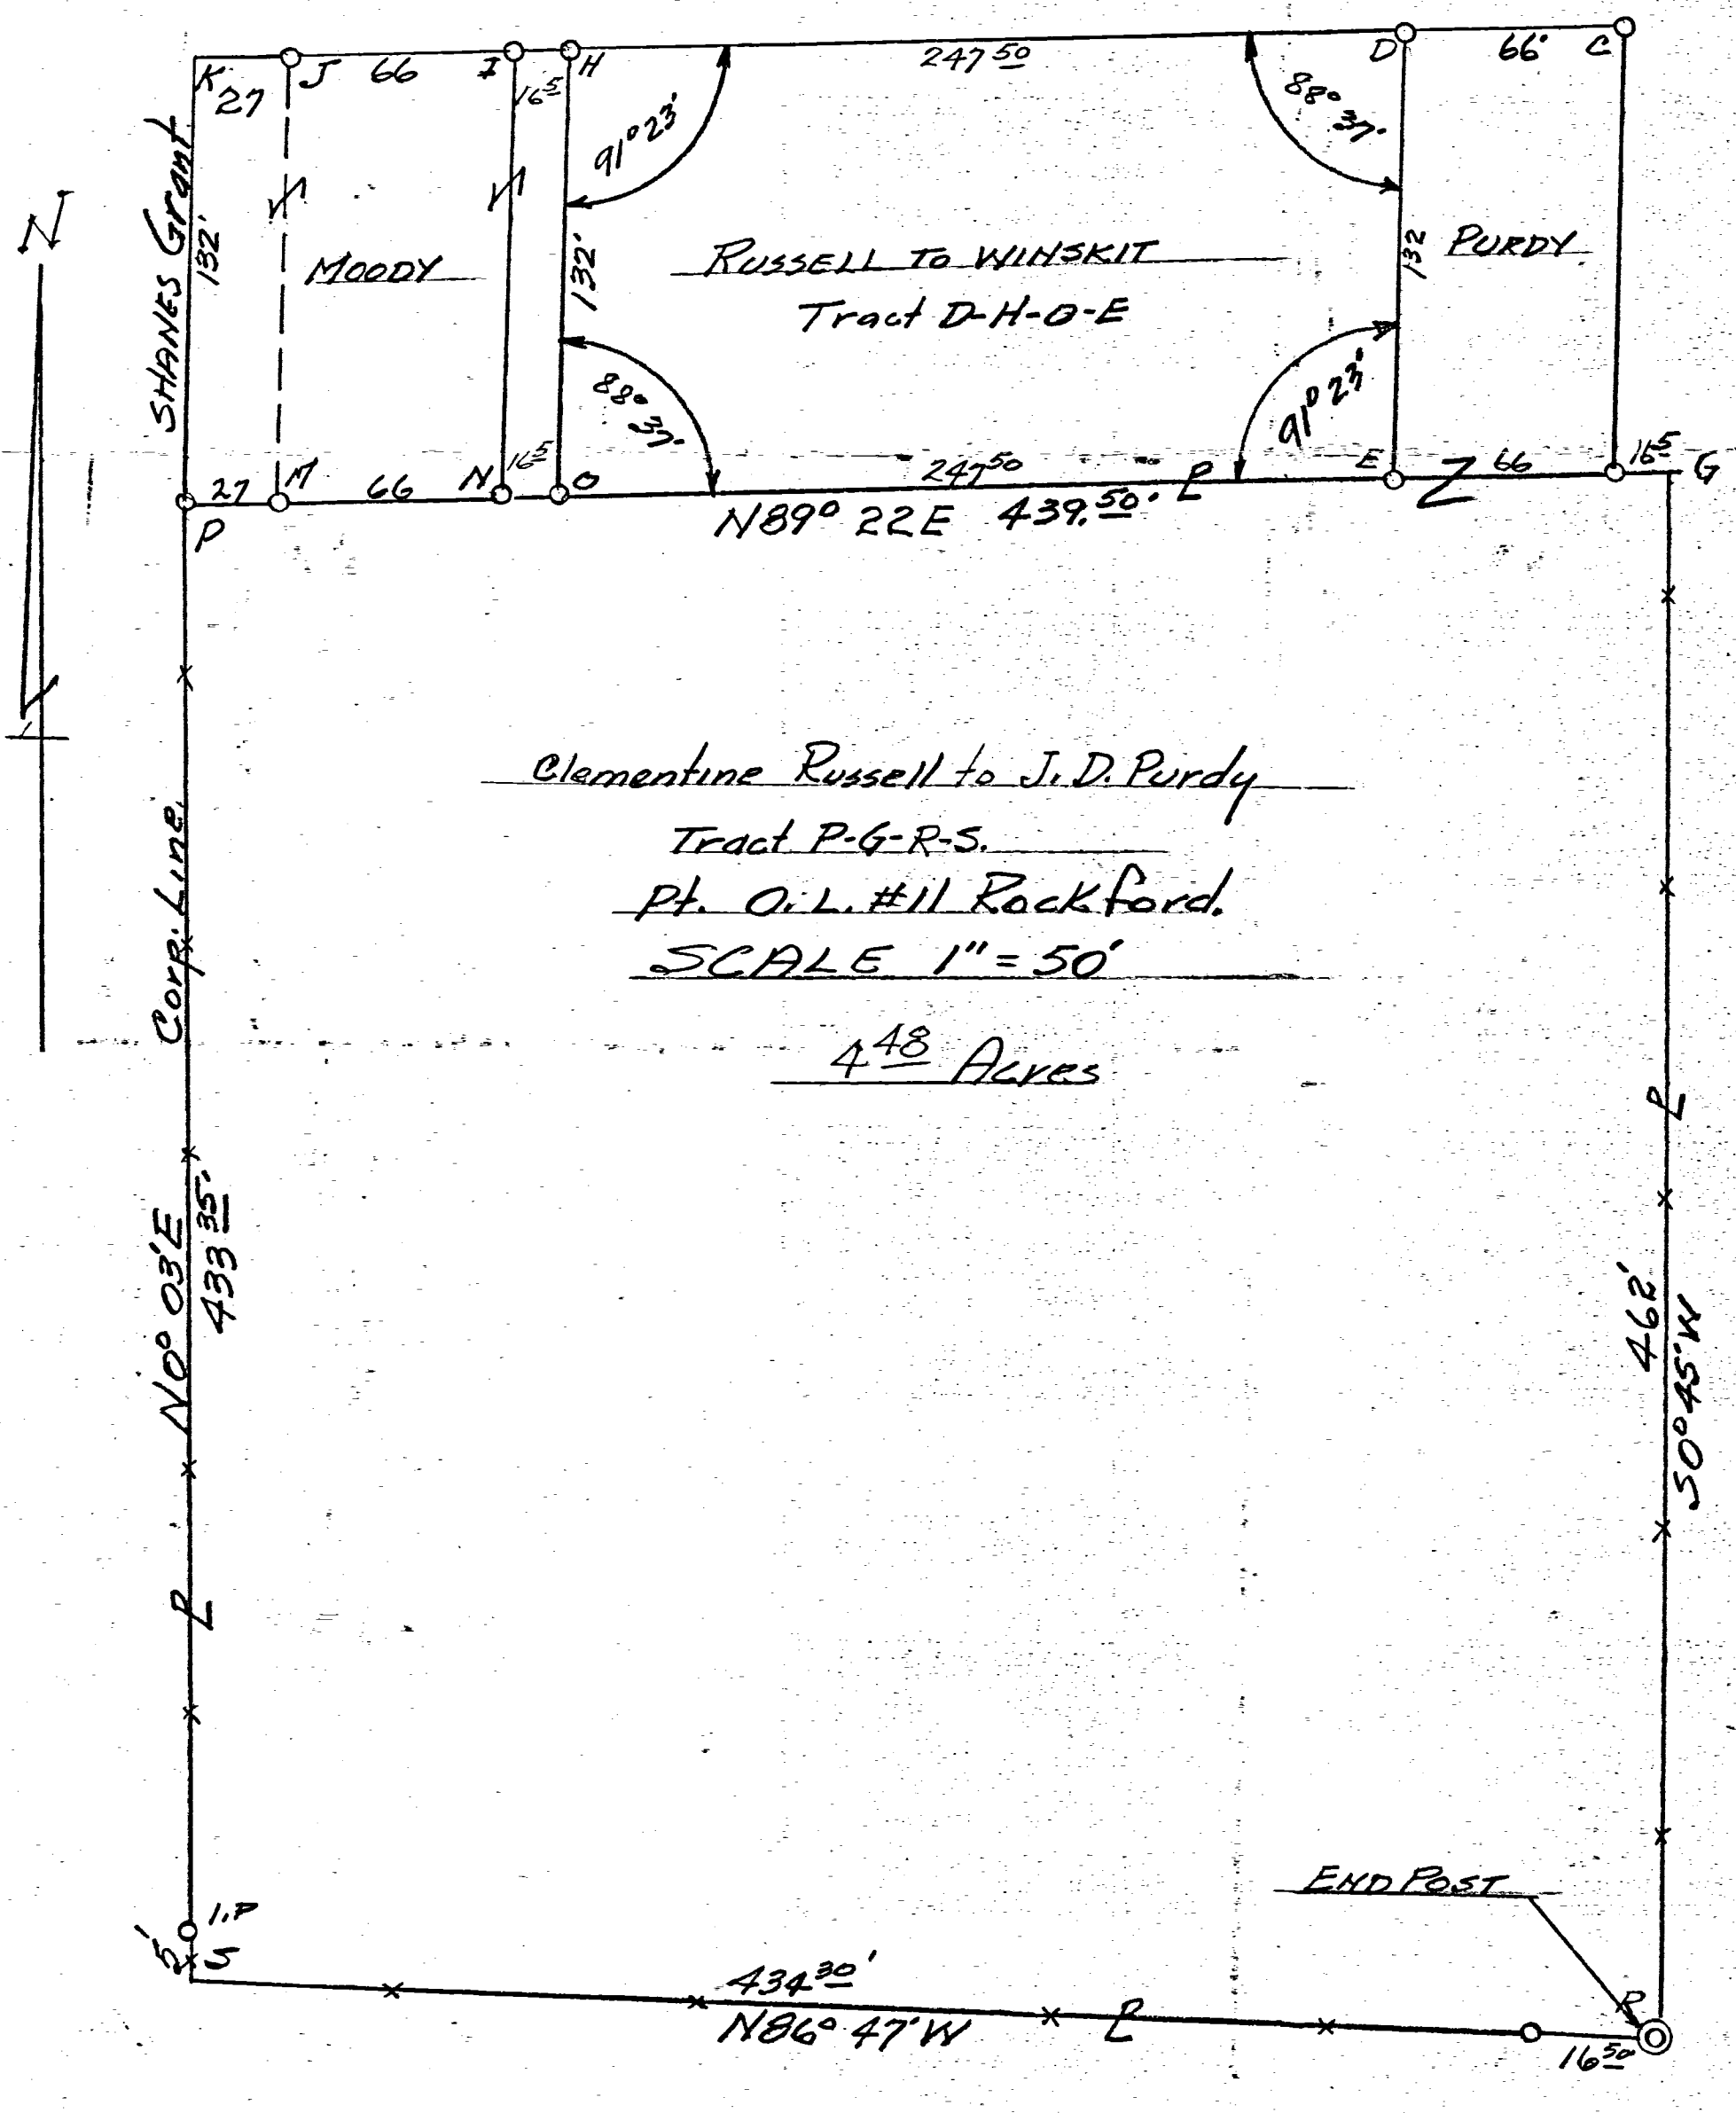 K J 66 I H 247 50 D 66' C
27 16 5
91° 23' 88° 37'
N
SHANES Grant
132'
MOODY
132'
RUSSELL TO WINSKIT
Tract D-H-O-E
132
PURDY
88° 37' 91° 23'
P 27 M 66 N 16 5 O 247 50 E 66 16 5 G
N89° 22E 439.50'
Clementine Russell to J. D. Purdy
Tract P-G-R-S.
Pt. O.L. #11 Rockford.
SCALE 1" = 50'
4 48 Acres
Corp. Line
N0° 03'E
433 35'
462'
S0° 45'W
END POST
I.P
5'
S
434 30'
N86° 47'W
R
16 50